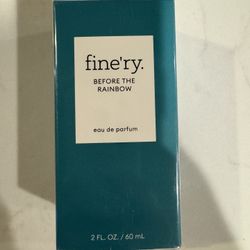 fine'ry.
BEFORE THE
RAINBOW
eau de parfum
2 FL. OZ. / 60 mL